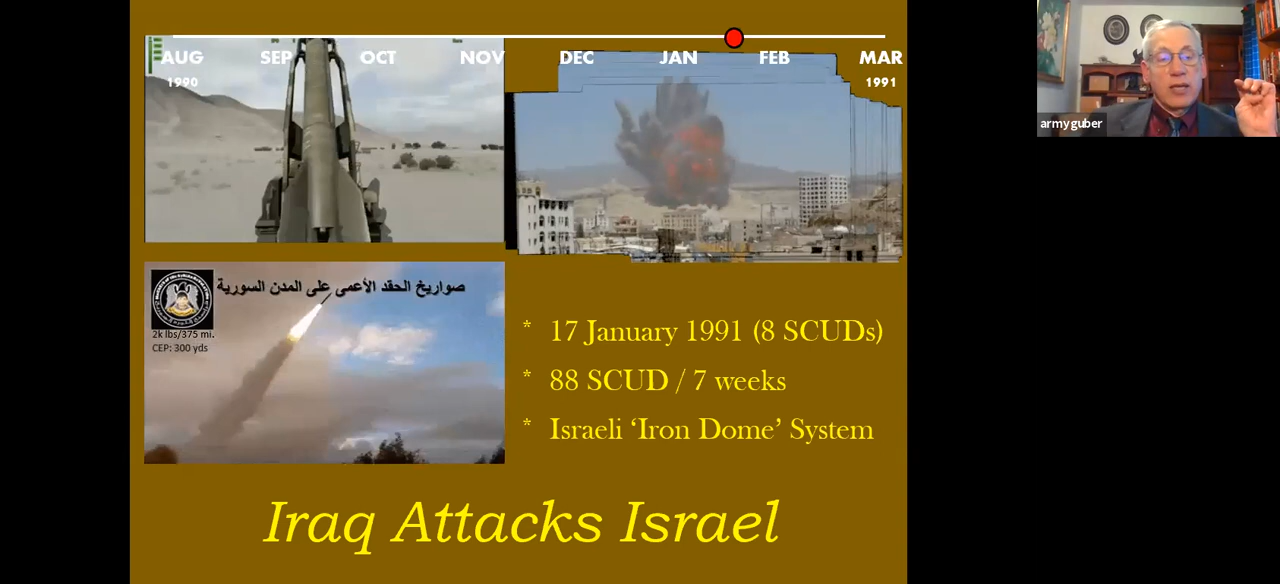 AUG SEP OCT NOV DEC JAN FEB MAR
1990 1991
صواريخ الحقد الأعمى على المدن السورية
2k lbs/375 mi.
CEP: 300 yds
* 17 January 1991 (8 SCUDs)
* 88 SCUD / 7 weeks
* Israeli ‘Iron Dome’ System
Iraq Attacks Israel
armyguber